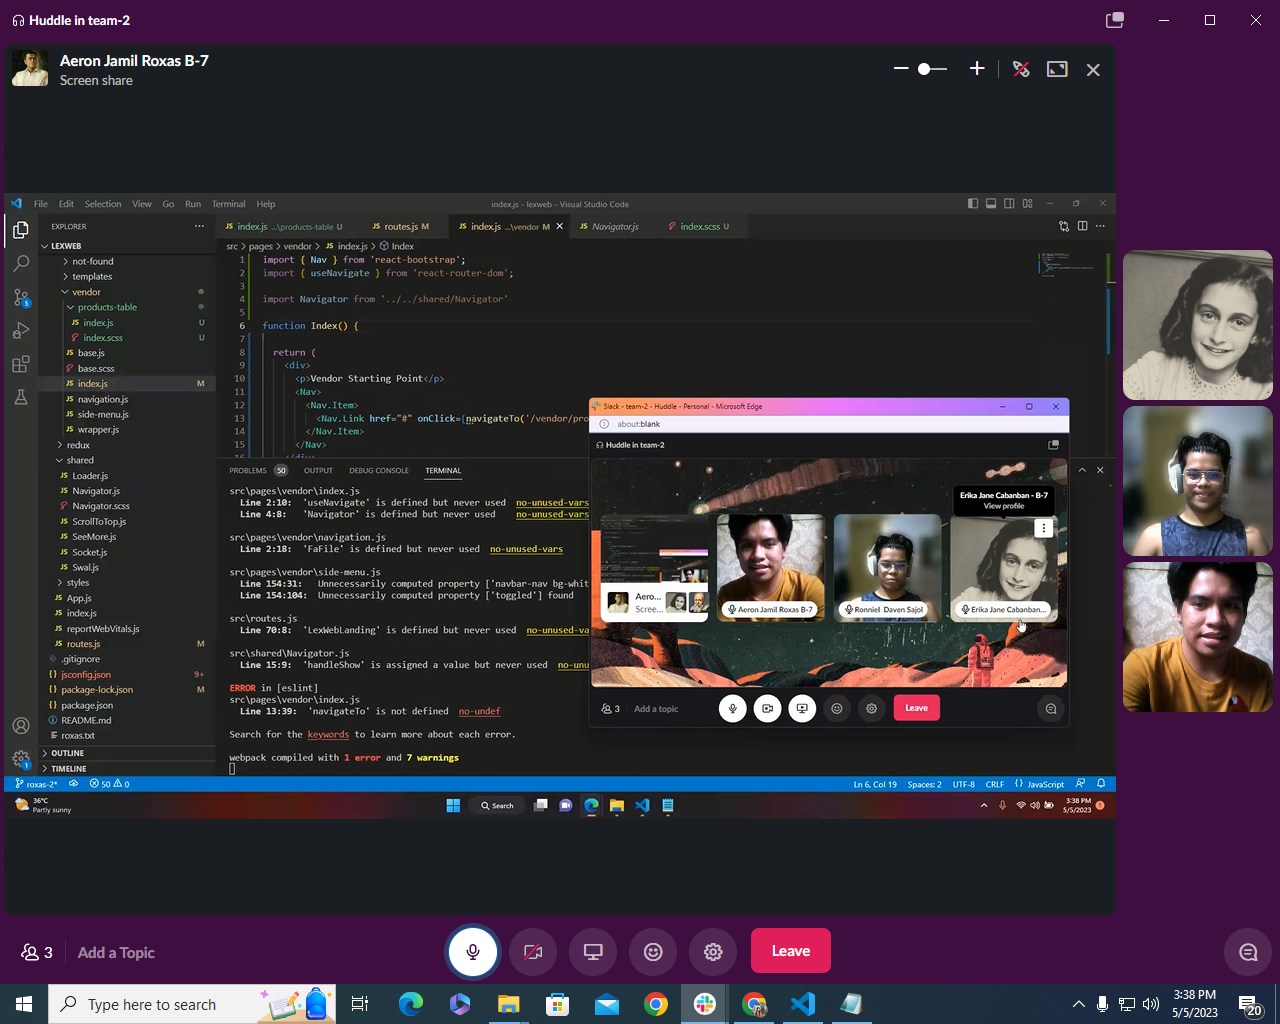 Huddle in team-2
Aeron Jamil Roxas B-7
Screen share
File Edit Selection View Go Run Terminal Help
index.js - lexweb - Visual Studio Code
EXPLORER
index.js ...\products-table U
routes.js M
index.js ...\vendor M
Navigator.js
index.scss U
LEXWEB
not-found
templates
vendor
products-table
index.js U
index.scss U
base.js
base.scss
index.js M
navigation.js
side-menu.js
wrapper.js
redux
shared
Loader.js
Navigator.js
Navigator.scss
ScrollToTop.js
SeeMore.js
Socket.js
Swal.js
styles
App.js
index.js
reportWebVitals.js
routes.js M
.gitignore
jsconfig.json 9+
package-lock.json M
package.json
README.md
roxas.txt
OUTLINE
TIMELINE
src > pages > vendor > index.js > Index
1 import { Nav } from 'react-bootstrap';
2 import { useNavigate } from 'react-router-dom';
3
4 import Navigator from '../../shared/Navigator'
5
6 function Index() {
7
8 return (
9 <div>
10 <p>Vendor Starting Point</p>
11 <Nav>
12 <Nav.Item>
13 <Nav.Link href="#" onClick={navigateTo('/vendor/pro
14 </Nav.Item>
15 </Nav>
PROBLEMS 50 OUTPUT DEBUG CONSOLE TERMINAL
src\pages\vendor\index.js
Line 2:10: 'useNavigate' is defined but never used no-unused-vars
Line 4:8: 'Navigator' is defined but never used no-unused-vars
src\pages\vendor\navigation.js
Line 2:18: 'FaFile' is defined but never used no-unused-vars
src\pages\vendor\side-menu.js
Line 154:31: Unnecessarily computed property ['navbar-nav bg-whit
Line 154:104: Unnecessarily computed property ['toggled'] found
src\routes.js
Line 70:8: 'LexWebLanding' is defined but never used no-unused-va
src\shared\Navigator.js
Line 15:9: 'handleShow' is assigned a value but never used no-unu
ERROR in [eslint]
src\pages\vendor\index.js
Line 13:39: 'navigateTo' is not defined no-undef
Search for the keywords to learn more about each error.
webpack compiled with 1 error and 7 warnings
Slack - team-2 - Huddle - Personal - Microsoft Edge
about:blank
Huddle in team-2
Erika Jane Cabanban - B-7
View profile
Aero...
Scree...
Aeron Jamil Roxas B-7
Ronniel Daven Sajol
Erika Jane Cabanban...
3 Add a topic
Leave
roxas-2* 50 0
Ln 6, Col 19 Spaces: 2 UTF-8 CRLF {} JavaScript
36°C
Partly sunny
Search
3:38 PM
5/5/2023
1
3 Add a Topic
Leave
Type here to search
3:38 PM
5/5/2023
20